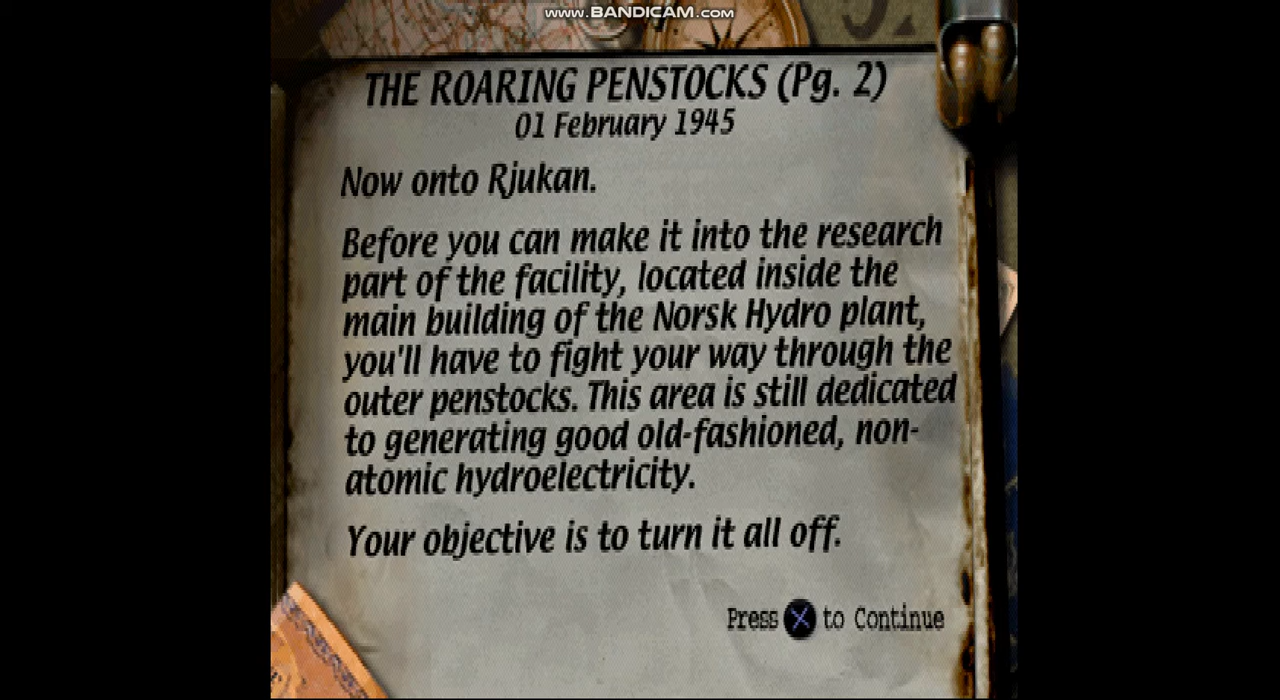 www.BANDICAM.com
THE ROARING PENSTOCKS (Pg. 2)
01 February 1945
Now onto Rjukan.
Before you can make it into the research
part of the facility, located inside the
main building of the Norsk Hydro plant,
you'll have to fight your way through the
outer penstocks. This area is still dedicated
to generating good old-fashioned, non-
atomic hydroelectricity.
Your objective is to turn it all off.
Press X to Continue